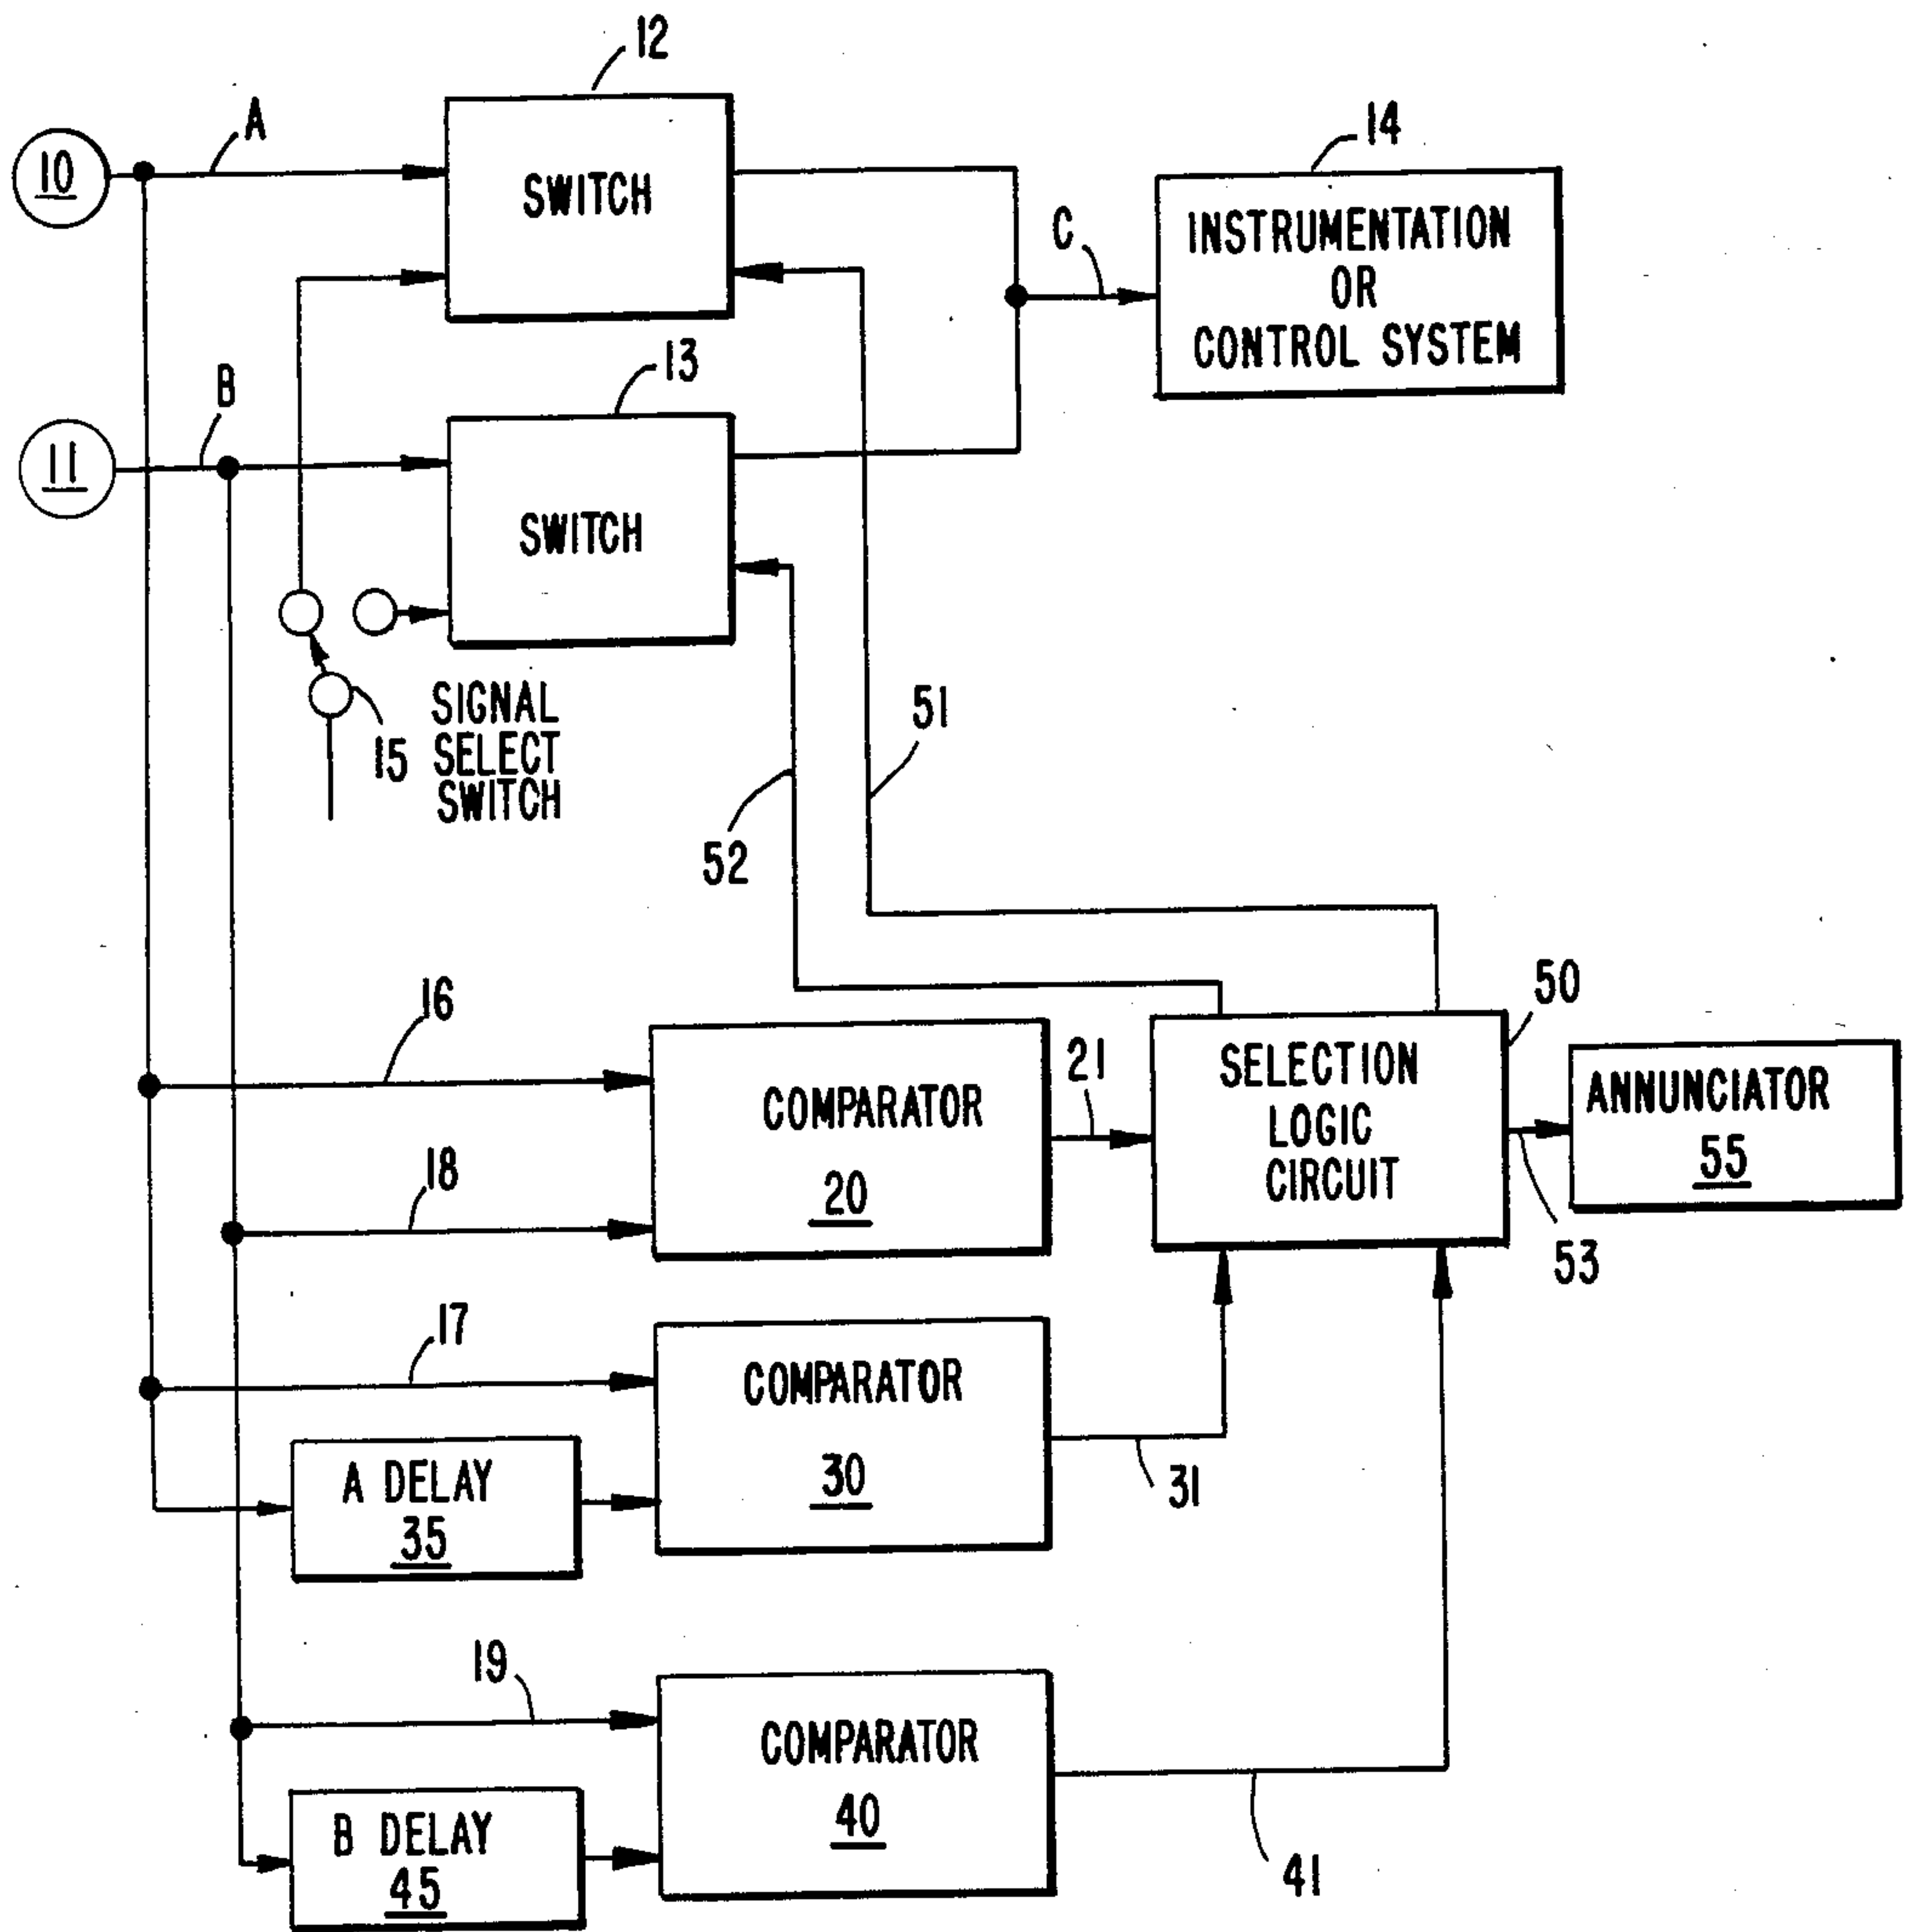 12
A
10
SWITCH
14
INSTRUMENTATION
OR
CONTROL SYSTEM
C
13
B
11
SWITCH
15
SIGNAL
SELECT
SWITCH
51
52
16
50
COMPARATOR
20
21
SELECTION
LOGIC
CIRCUIT
ANNUNCIATOR
55
18
53
17
COMPARATOR
30
31
A DELAY
35
19
COMPARATOR
40
41
B DELAY
45